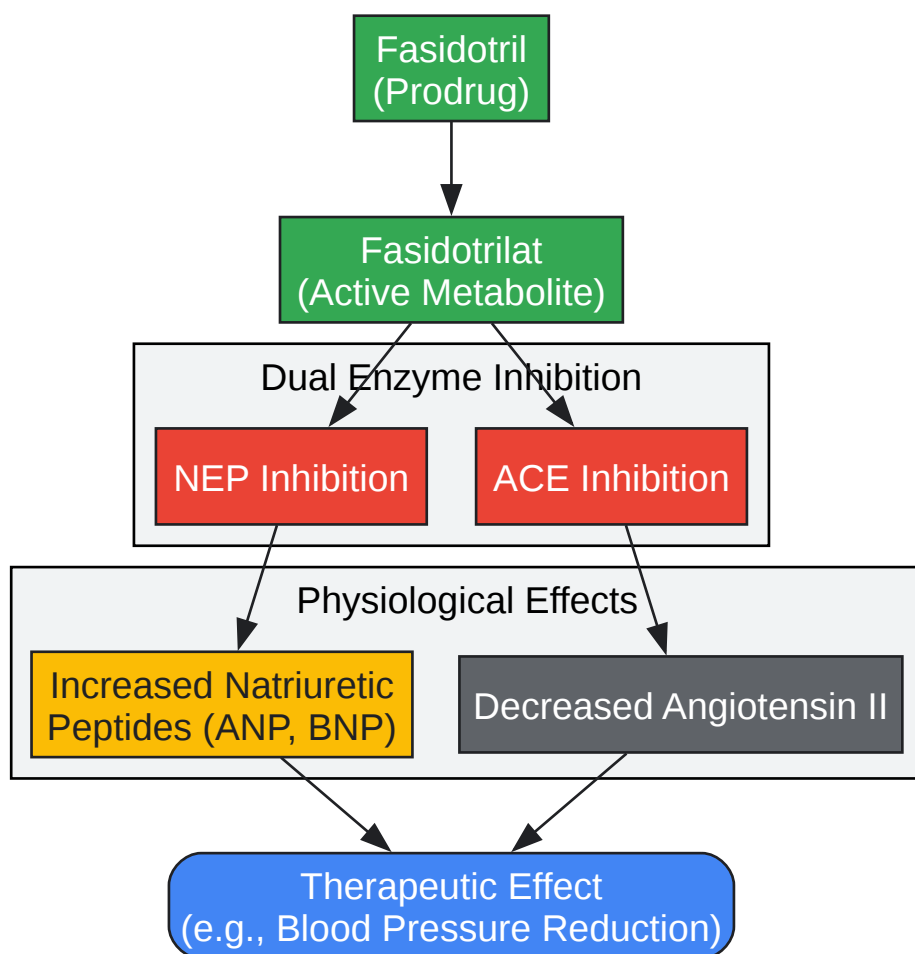 Fasidotril
(Prodrug)
Fasidotrilat
(Active Metabolite)
Dual Enzyme Inhibition
NEP Inhibition
ACE Inhibition
Physiological Effects
Increased Natriuretic
Peptides (ANP, BNP)
Decreased Angiotensin II
Therapeutic Effect
(e.g., Blood Pressure Reduction)